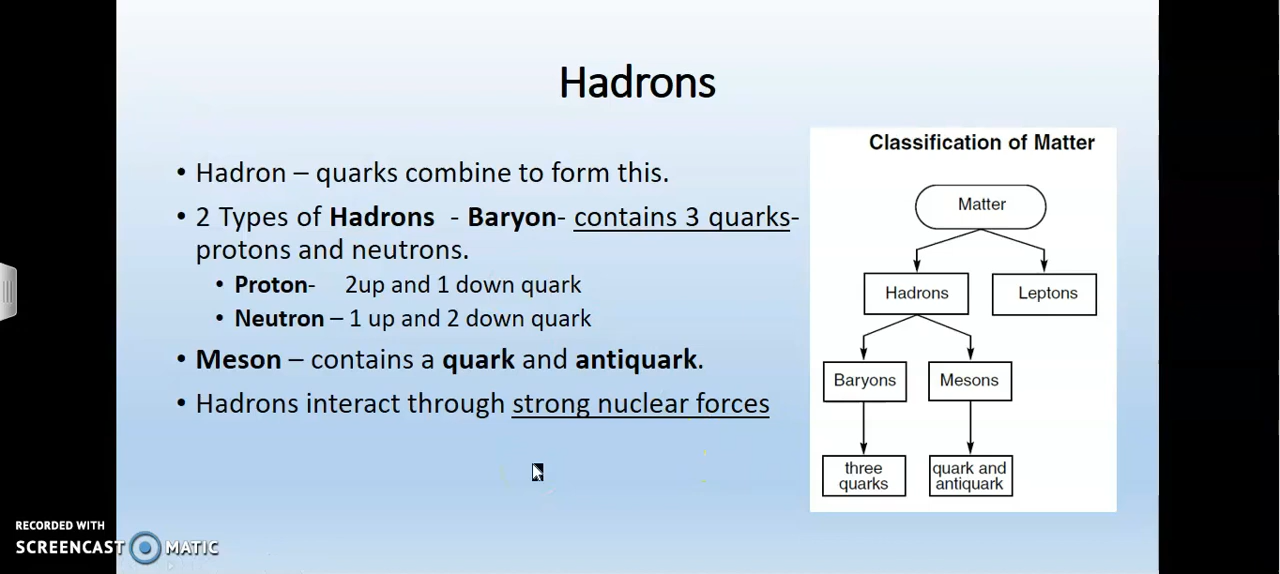 Hadrons
• Hadron – quarks combine to form this.
• 2 Types of Hadrons - Baryon- contains 3 quarks-
protons and neutrons.
• Proton- 2up and 1 down quark
• Neutron – 1 up and 2 down quark
• Meson – contains a quark and antiquark.
• Hadrons interact through strong nuclear forces
Classification of Matter
Matter
Hadrons
Leptons
Baryons
Mesons
three
quarks
quark and
antiquark
RECORDED WITH
SCREENCAST MATIC